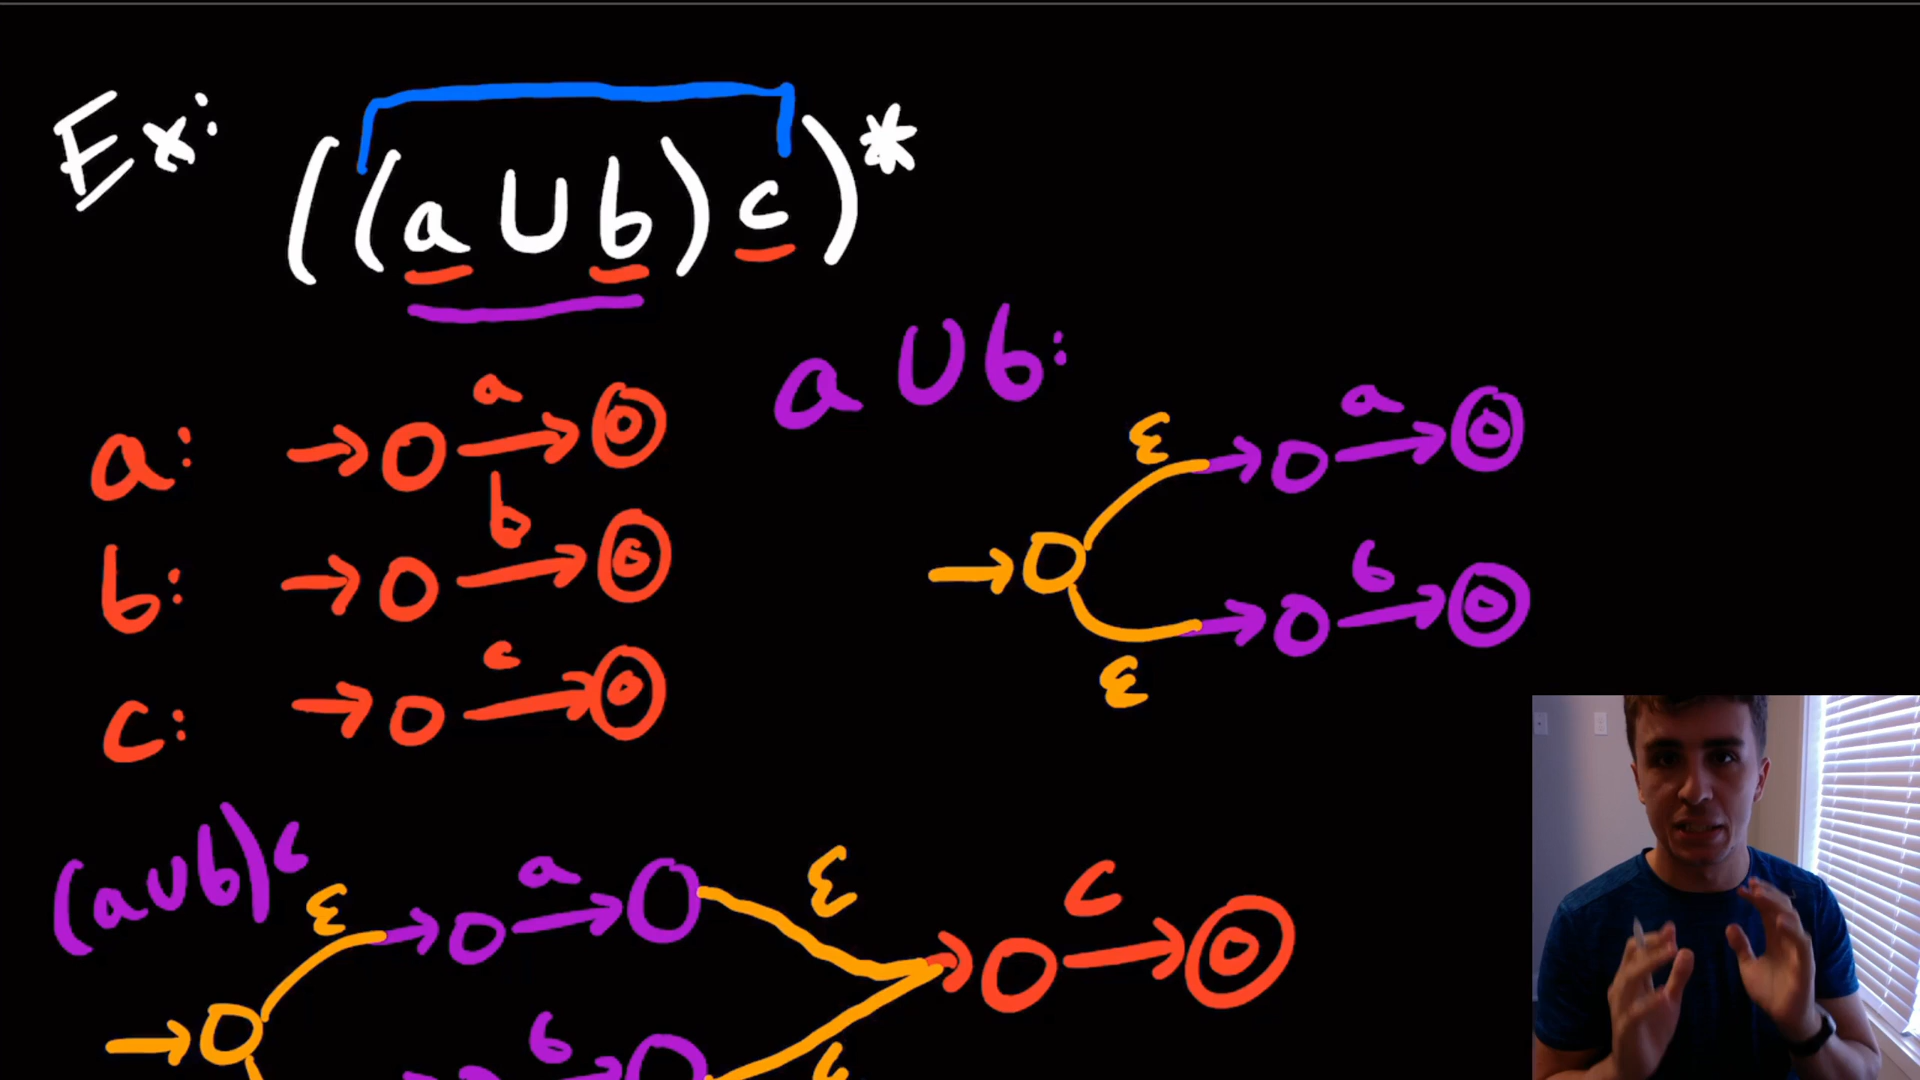 Ex: ((a∪b)c)*
a: a
b: b
c: c
a∪b:
ε a
ε b
(a∪b)c
ε a ε c
b ε